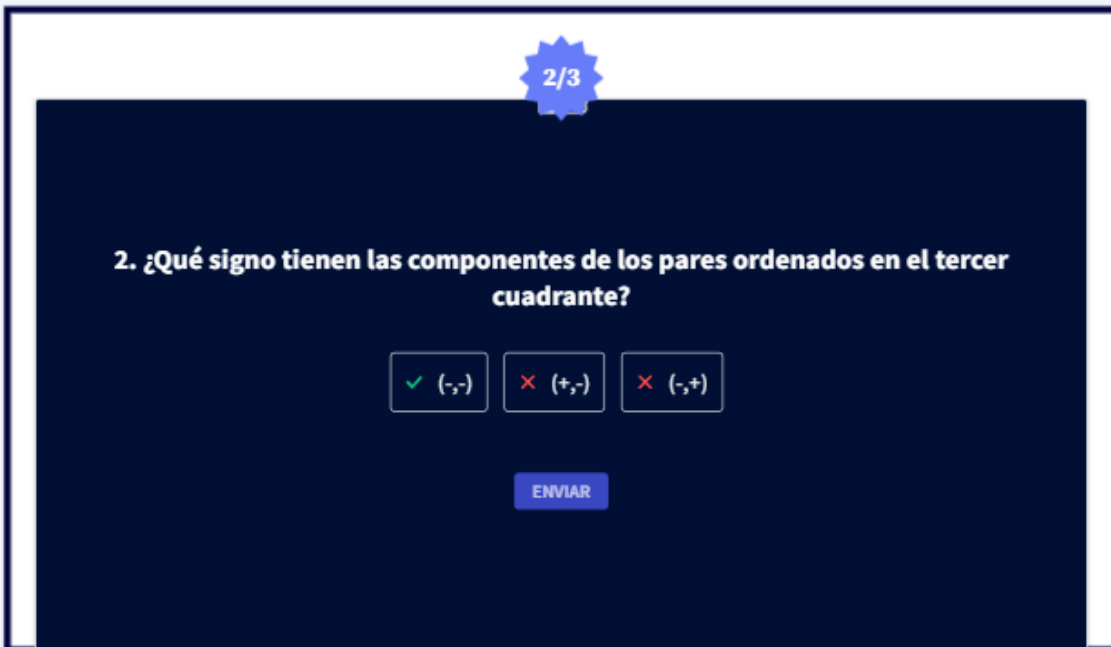 2/3
2. ¿Qué signo tienen las componentes de los pares ordenados en el tercer
cuadrante?
(-,-) (+,-) (-,+)
ENVIAR